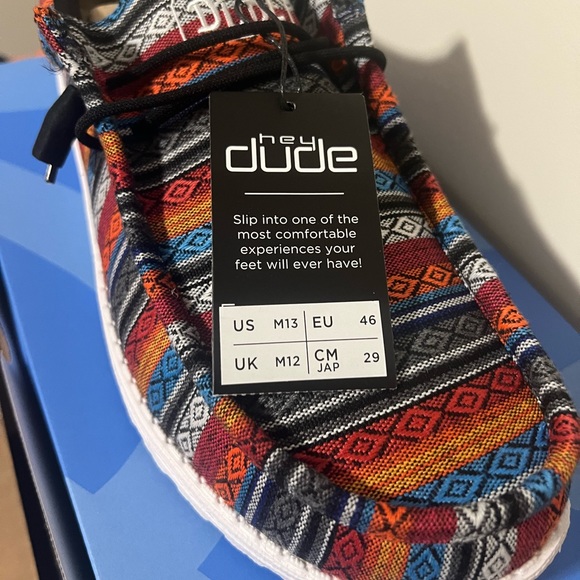 hey
dude
Slip into one of the
most comfortable
experiences your
feet will ever have!
US M13 EU 46
UK M12 CM 29
JAP